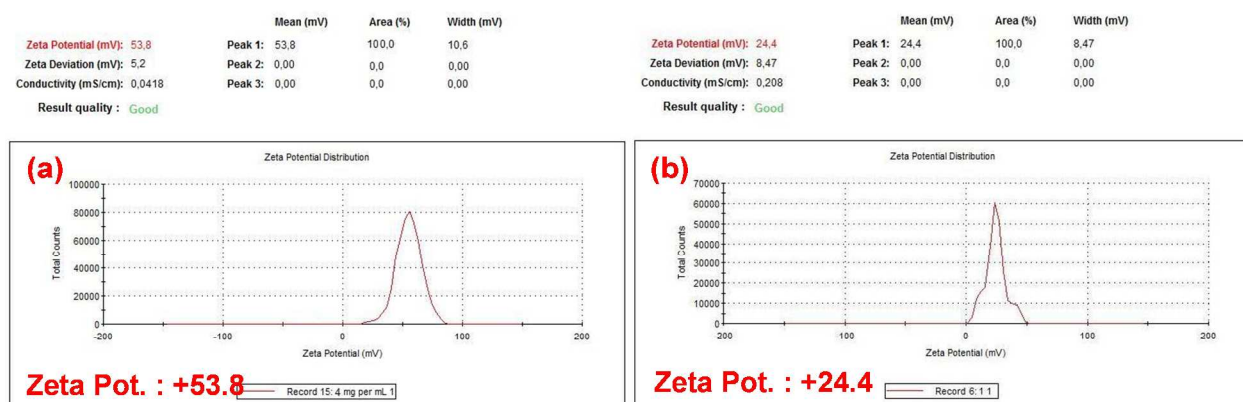 Mean (mV) Area (%) Width (mV)
Zeta Potential (mV): 53,8 Peak 1: 53,8 100,0 10,6
Zeta Deviation (mV): 5,2 Peak 2: 0,00 0,0 0,00
Conductivity (mS/cm): 0,0418 Peak 3: 0,00 0,0 0,00
Result quality : Good
(a)
Zeta Potential Distribution
Total Counts
100000
80000
60000
40000
20000
0
-200 -100 0 100 200
Zeta Potential (mV)
Zeta Pot. : +53.8
Record 15: 4 mg per mL 1
Mean (mV) Area (%) Width (mV)
Zeta Potential (mV): 24,4 Peak 1: 24,4 100,0 8,47
Zeta Deviation (mV): 8,47 Peak 2: 0,00 0,0 0,00
Conductivity (mS/cm): 0,208 Peak 3: 0,00 0,0 0,00
Result quality : Good
(b)
Zeta Potential Distribution
Total Counts
70000
60000
50000
40000
30000
20000
10000
0
200 -100 0 100 200
Zeta Potential (mV)
Zeta Pot. : +24.4
Record 6: 1 1